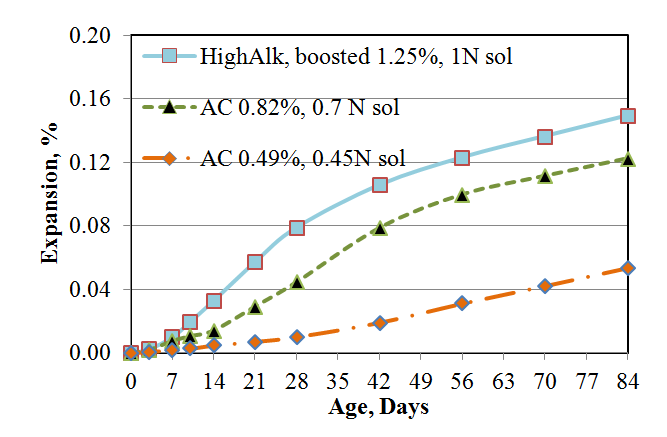 0.20
HighAlk, boosted 1.25%, 1N sol
0.16
AC 0.82%, 0.7 N sol
0.12
AC 0.49%, 0.45N sol
Expansion, %
0.08
0.04
0.00
0 7 14 21 28 35 42 49 56 63 70 77 84
Age, Days